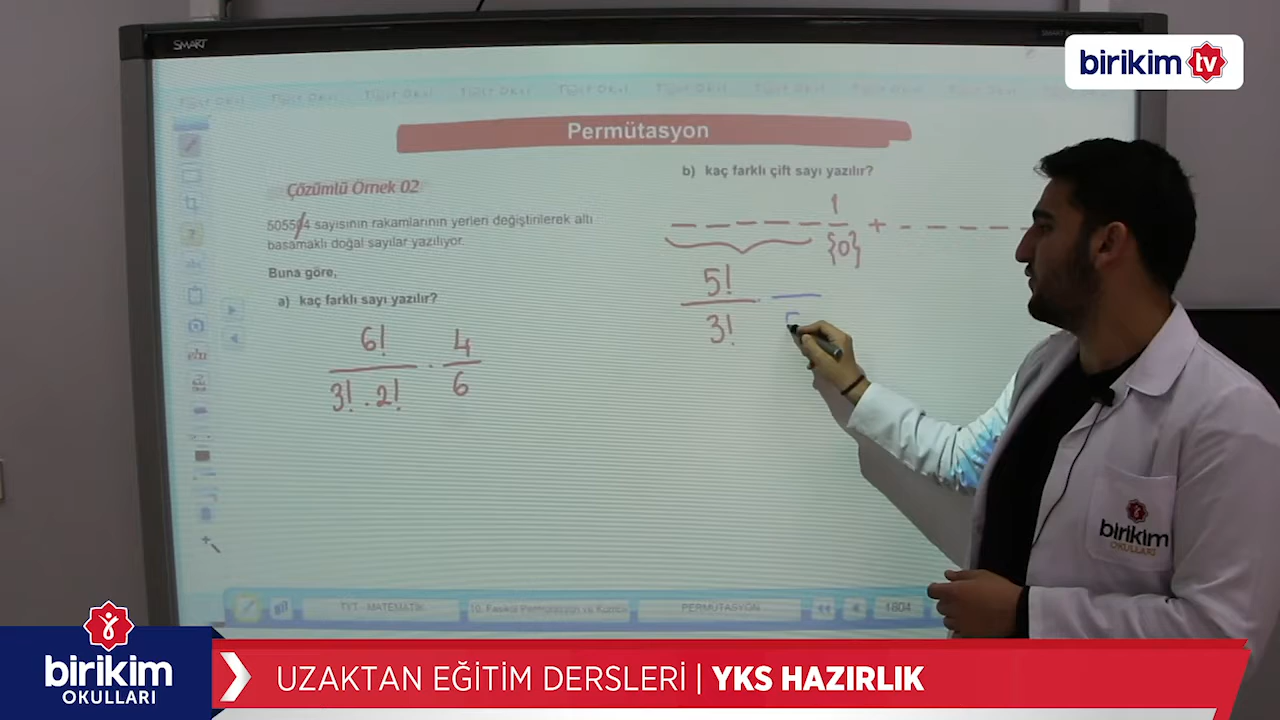 SMART
birikim tv
Permütasyon
Çözümlü Örnek 02
505504 sayısının rakamlarının yerleri değiştirilerek altı
basamaklı doğal sayılar yazılıyor.
Buna göre,
a) kaç farklı sayı yazılır?
6!
3! . 2!
. 4
6
b) kaç farklı çift sayı yazılır?
1
{0}
+
5!
3!
.
TYT - MATEMATİK
PERMÜTASYON
1604
birikim
OKULLARI
birikim
OKULLARI
UZAKTAN EĞİTİM DERSLERİ | YKS HAZIRLIK